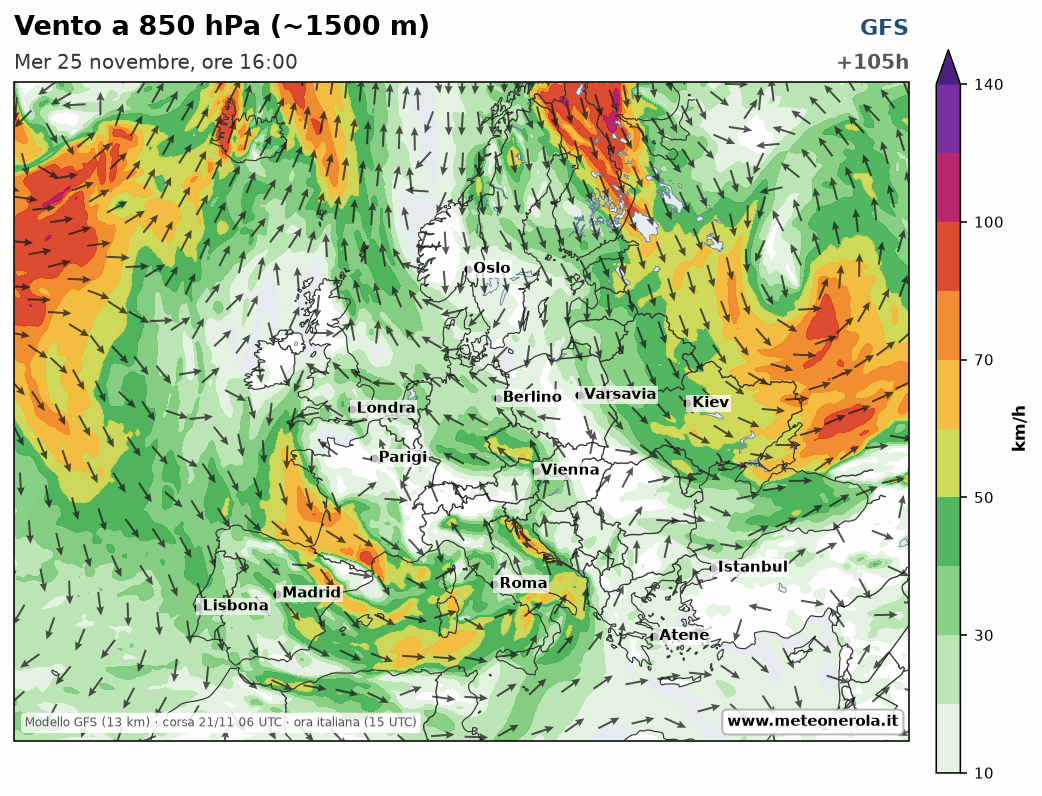 Vento a 850 hPa (~1500 m)
GFS
Mer 25 novembre, ore 16:00
+105h
140
100
70
50
30
10
km/h
Oslo
Berlino
Varsavia
Kiev
Londra
Parigi
Vienna
Istanbul
Roma
Madrid
Lisbona
Atene
Modello GFS (13 km) · corsa 21/11 06 UTC · ora italiana (15 UTC)
www.meteonerola.it